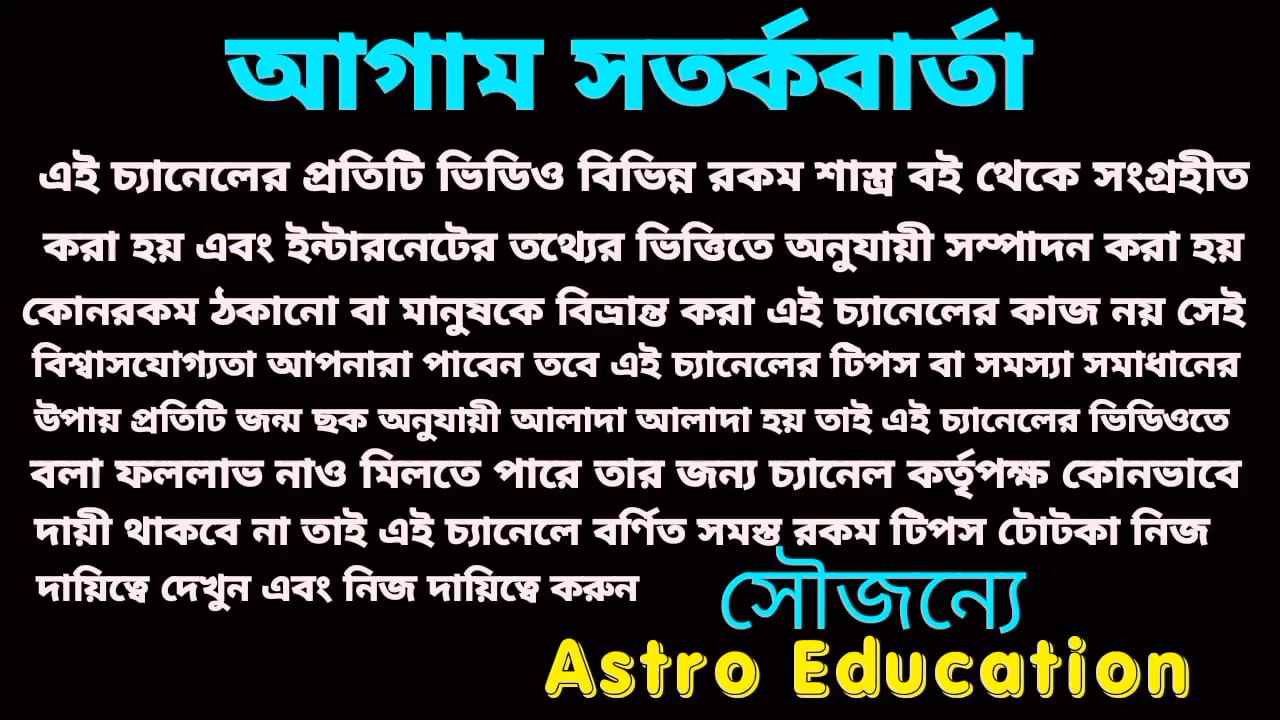 আগাম সতর্কবার্তা
এই চ্যানেলের প্রতিটি ভিডিও বিভিন্ন রকম শাস্ত্র বই থেকে সংগ্রহীত
করা হয় এবং ইন্টারনেটের তথ্যের ভিত্তিতে অনুযায়ী সম্পাদন করা হয়
কোনরকম ঠকানো বা মানুষকে বিভ্রান্ত করা এই চ্যানেলের কাজ নয় সেই
বিশ্বাসযোগ্যতা আপনারা পাবেন তবে এই চ্যানেলের টিপস বা সমস্যা সমাধানের
উপায় প্রতিটি জন্ম ছক অনুযায়ী আলাদা আলাদা হয় তাই এই চ্যানেলের ভিডিওতে
বলা ফললাভ নাও মিলতে পারে তার জন্য চ্যানেল কর্তৃপক্ষ কোনভাবে
দায়ী থাকবে না তাই এই চ্যানেলে বর্ণিত সমস্ত রকম টিপস টোটকা নিজ
দায়িত্বে দেখুন এবং নিজ দায়িত্বে করুন
সৌজন্যে
Astro Education